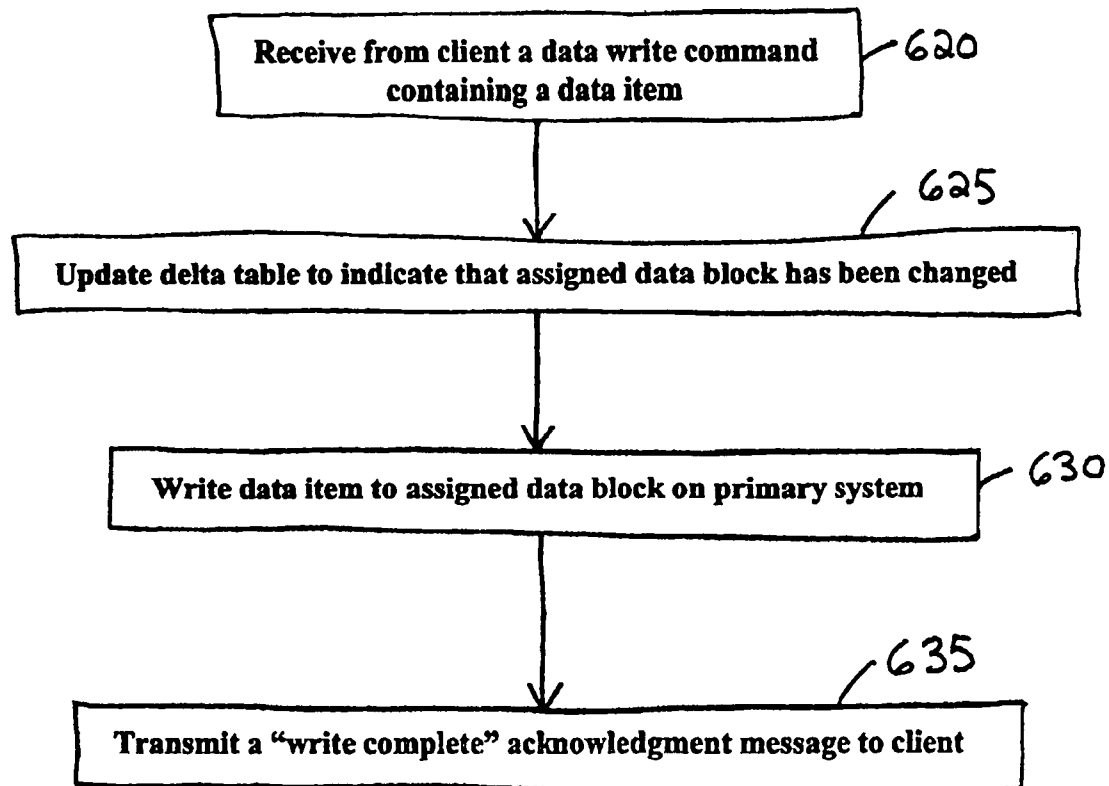 Receive from client a data write command
containing a data item
620
625
Update delta table to indicate that assigned data block has been changed
Write data item to assigned data block on primary system
630
635
Transmit a “write complete” acknowledgment message to client